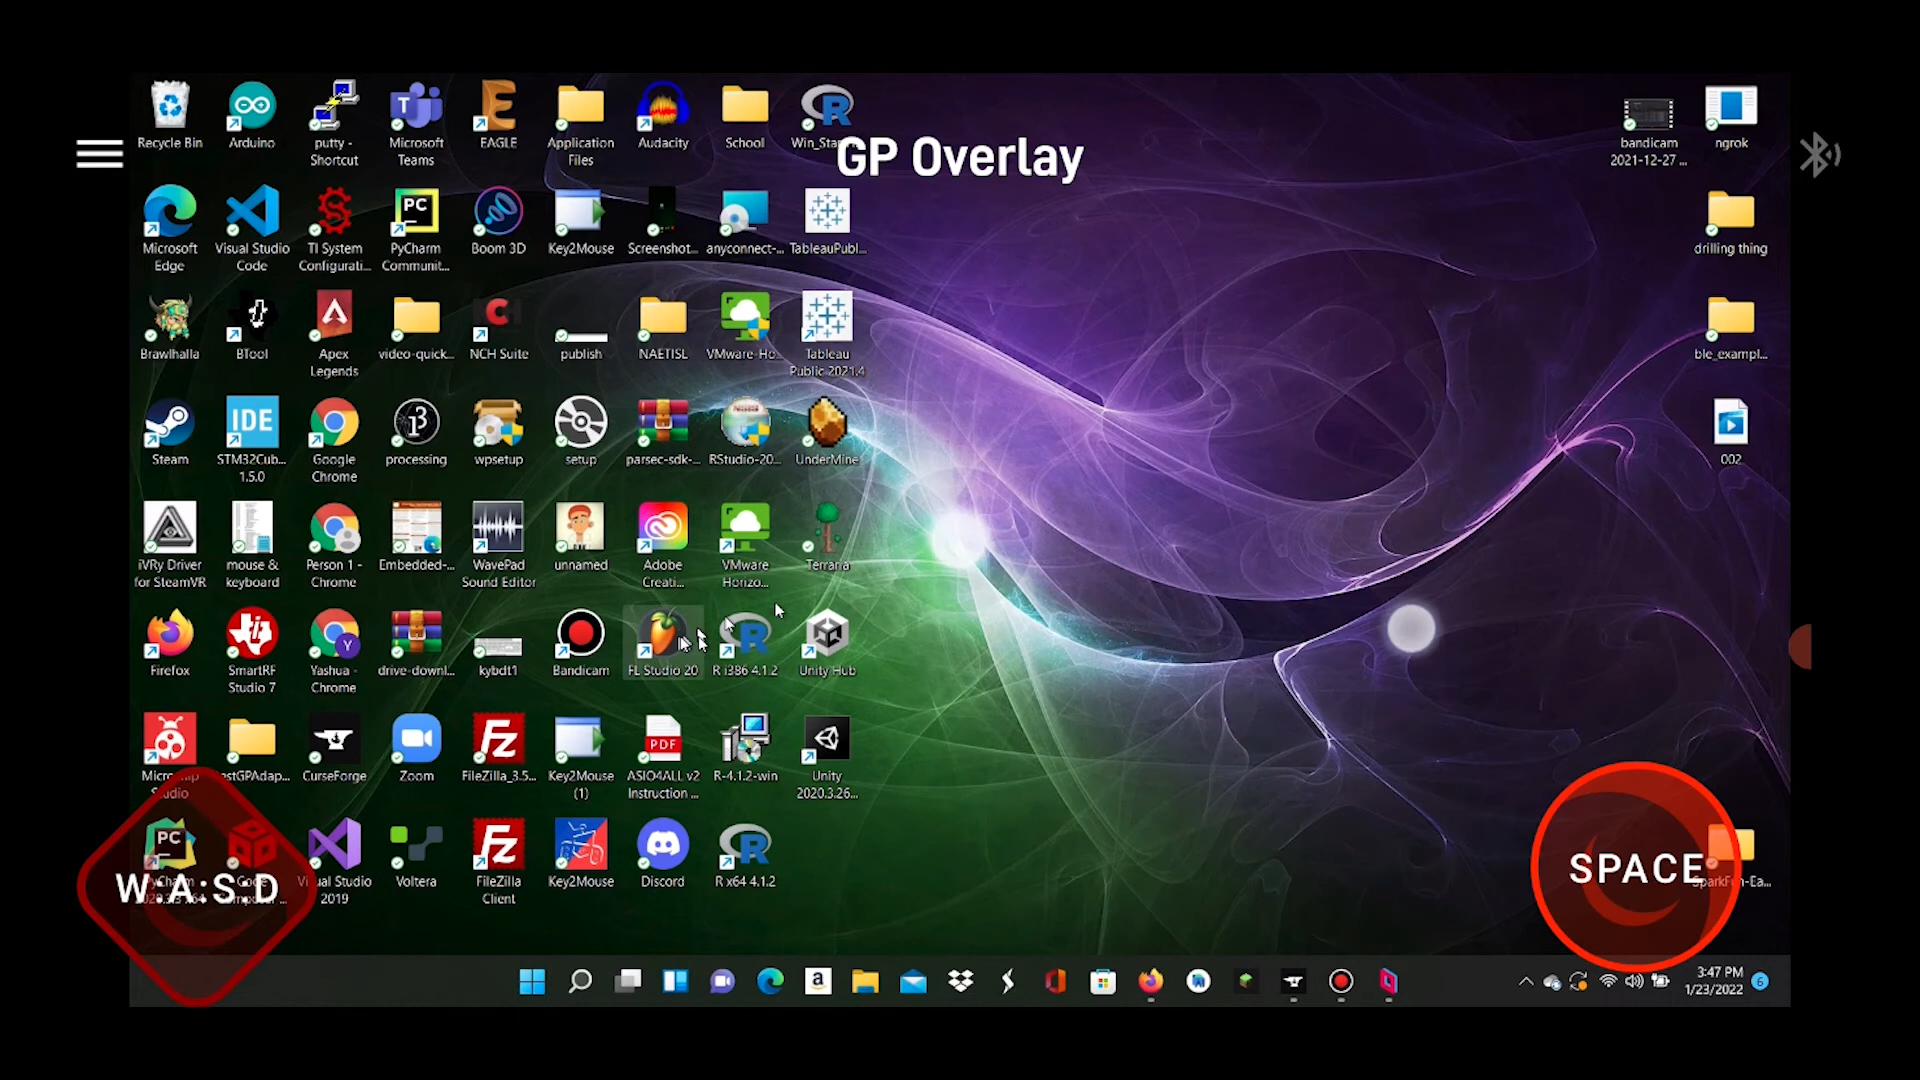 GP Overlay
Recycle Bin
Arduino
putty -
Shortcut
Microsoft
Teams
EAGLE
Application
Files
Audacity
School
bandicam
2021-12-27 ...
ngrok
Microsoft
Edge
Visual Studio
Code
TI System
Configurati...
PC
PyCharm
Communit...
Boom 3D
Key2Mouse
Screenshot...
anyconnect-...
TableauPubl...
drilling thing
Brawlhalla
BTool
Apex
Legends
video-quick...
NCH Suite
publish
NAETISL
VMware-Ho...
Tableau
Public 2021.4
ble_exampl...
Steam
IDE
STM32Cub...
1.5.0
Google
Chrome
processing
wpsetup
setup
parsec-sdk-...
RStudio-20...
UnderMine
002
iVRy Driver
for SteamVR
mouse &
keyboard
Person 1 -
Chrome
Embedded-...
WavePad
Sound Editor
unnamed
Adobe
Creati...
VMware
Horizo...
Terraria
Firefox
SmartRF
Studio 7
Yashua -
Chrome
drive-downl...
kybdt1
Bandicam
FL Studio 20
R i386 4.1.2
Unity Hub
Studio
CurseForge
Zoom
FileZilla_3.5...
Key2Mouse
(1)
PDF
ASIO4ALL v2
Instruction ...
R-4.1.2-win
Unity
2020.3.26...
PC
W:A:S:D
Visual Studio
2019
Voltera
FileZilla
Client
Key2Mouse
Discord
R x64 4.1.2
SPACE
3:47 PM
1/23/2022
6